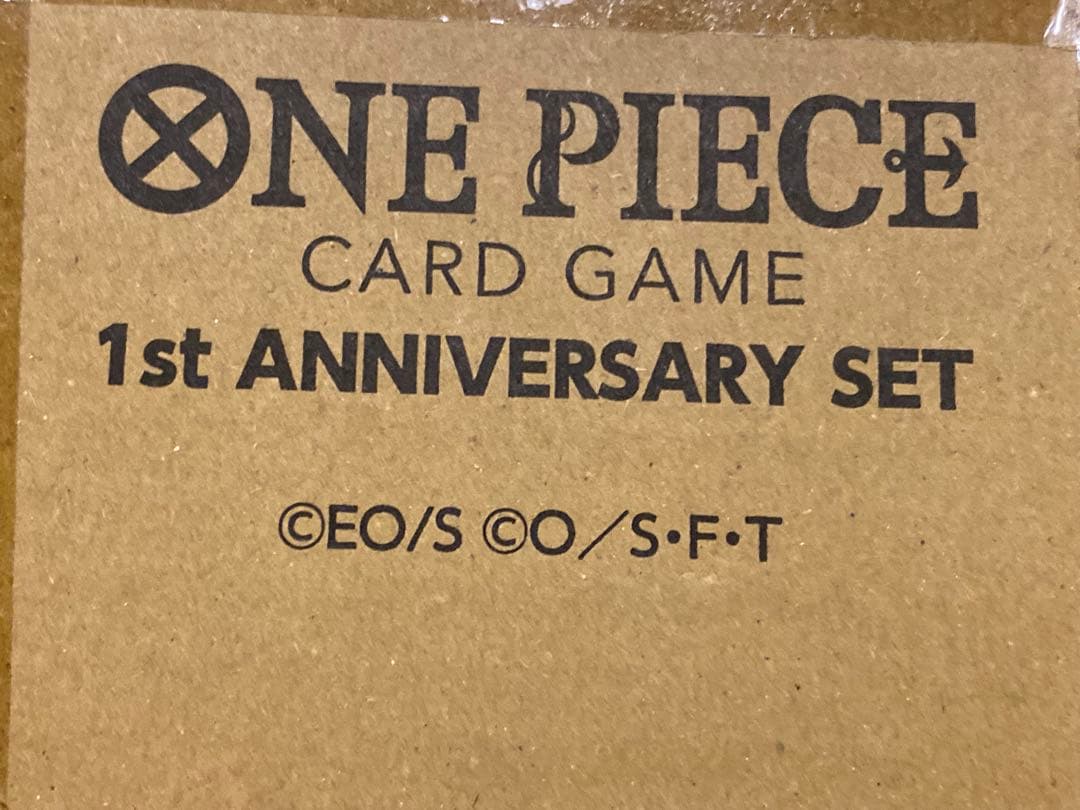 ONE PIECE
CARD GAME
1st ANNIVERSARY SET
©EO/S ©O／S・F・T